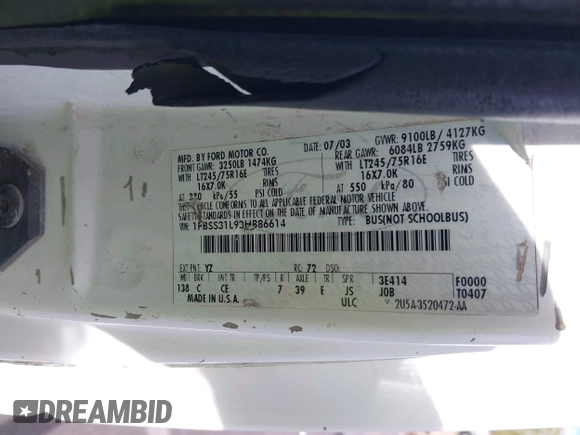 MFD. BY FORD MOTOR CO.
DATE: 07/03
GVWR: 9100LB/ 4127KG
FRONT GAWR: 3250LB 1474KG
REAR GAWR: 6084LB 2759KG
WITH LT245/75R16E TIRES
WITH LT245/75R16E TIRES
16X7.0K RIMS
16X7.0K RIMS
AT kPa/55 PSI COLD
AT 550 kPa/80 PSI COLD
THIS VEHICLE CONFORMS TO ALL APPLICABLE FEDERAL MOTOR VEHICLE
SAFETY STANDARDS IN EFFECT ON THE DATE OF MANUFACTURE SHOWN ABOVE.
VIN: TYPE: BUS(NOT SCHOOLBUS)
EXT PNT: YZ RC: 72 DSO:
WB BRK INT TR TP/PS R AXLE TR SPR
138 C CE 7 39 E JS
3E414 F0000
JOB T0407
MADE IN U.S.A. ULC
2U5A-3520472-AA
DREAMBID